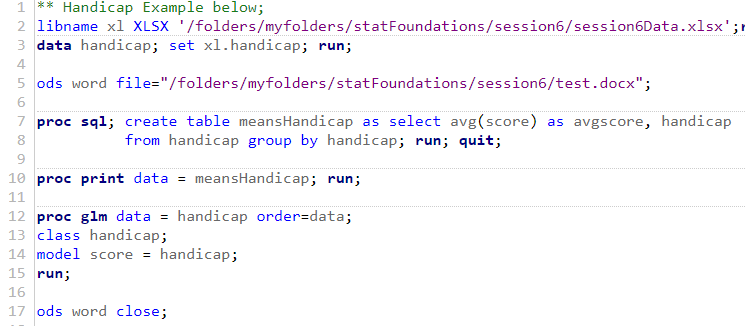 1 ** Handicap Example below;
2 libname xl XLSX '/folders/myfolders/statFoundations/session6/session6Data.xlsx';r
3 data handicap; set xl.handicap; run;
4
5 ods word file="/folders/myfolders/statFoundations/session6/test.docx";
6
7 proc sql; create table meansHandicap as select avg(score) as avgscore, handicap
8 from handicap group by handicap; run; quit;
9
10 proc print data = meansHandicap; run;
11
12 proc glm data = handicap order=data;
13 class handicap;
14 model score = handicap;
15 run;
16
17 ods word close;